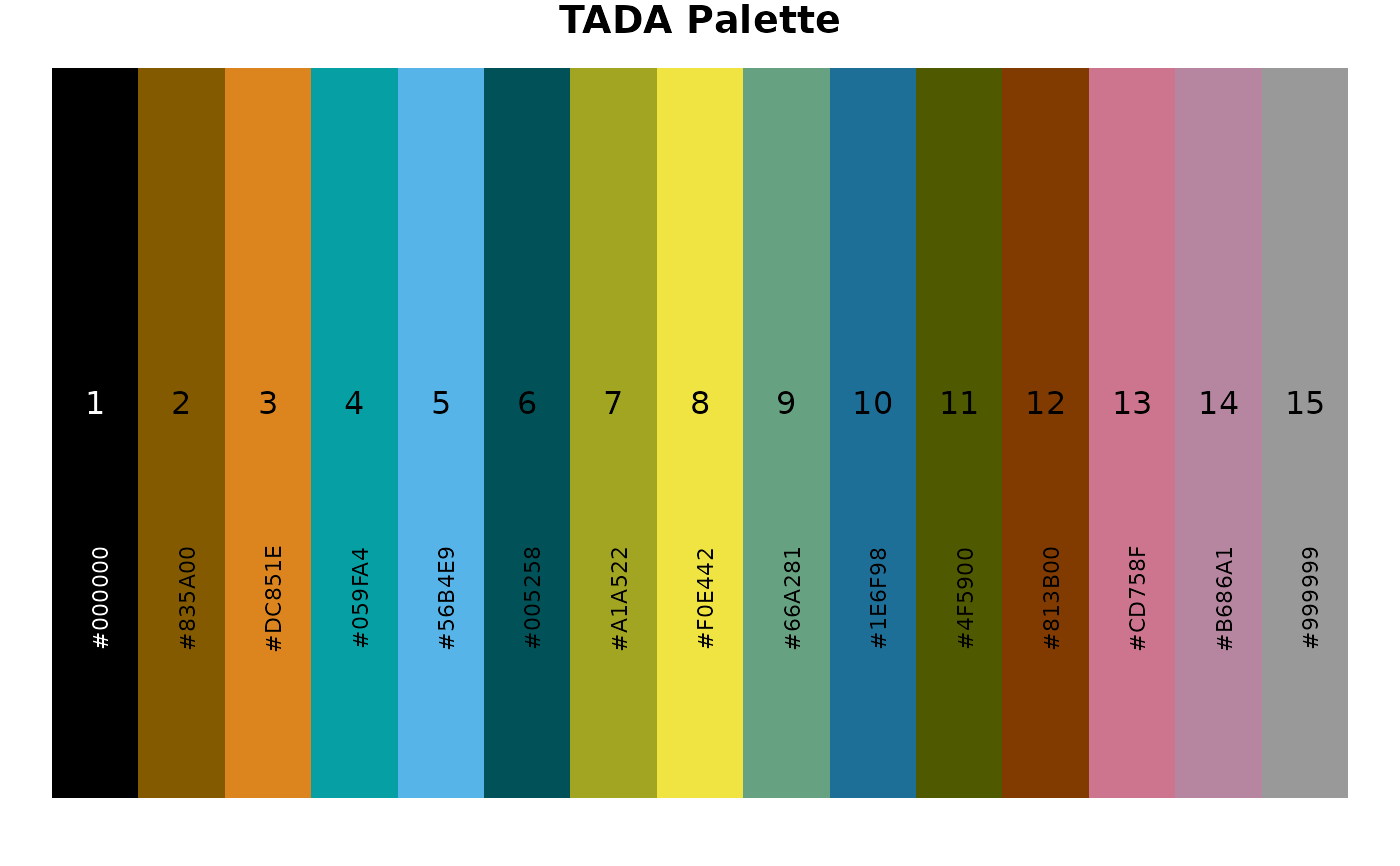 TADA Palette
1 2 3 4 5 6 7 8 9 10 11 12 13 14 15
#000000
#835A00
#DC851E
#059FA4
#56B4E9
#005258
#A1A522
#F0E442
#66A281
#1E6F98
#4F5900
#813B00
#CD758F
#B686A1
#999999